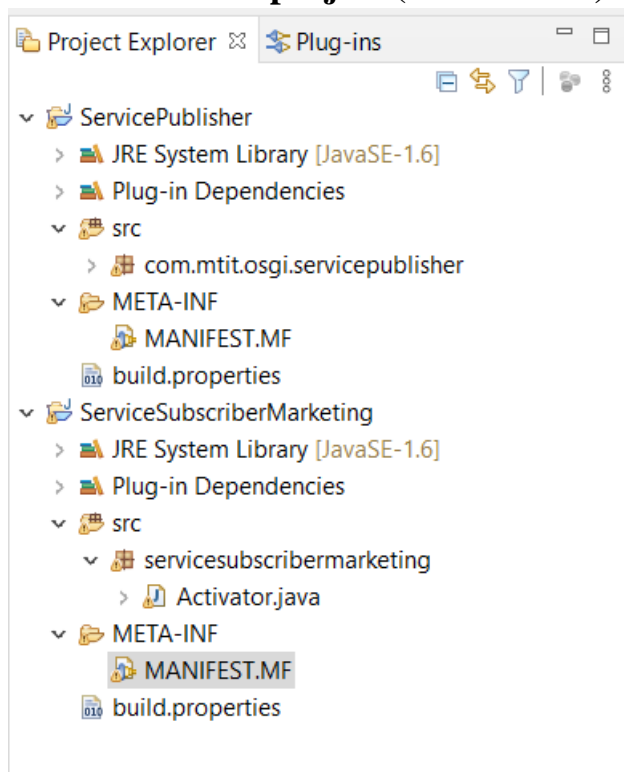 Project Explorer Plug-ins
ServicePublisher
JRE System Library [JavaSE-1.6]
Plug-in Dependencies
src
com.mtit.osgi.servicepublisher
META-INF
MANIFEST.MF
build.properties
ServiceSubscriberMarketing
JRE System Library [JavaSE-1.6]
Plug-in Dependencies
src
servicesubscribermarketing
Activator.java
META-INF
MANIFEST.MF
build.properties